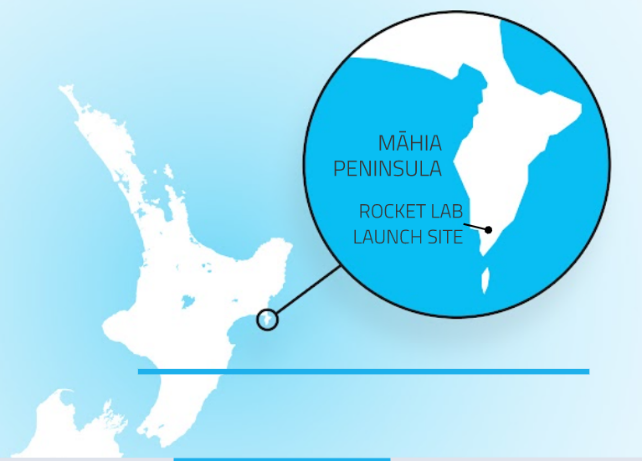 MĀHIA
PENINSULA
ROCKET LAB
LAUNCH SITE